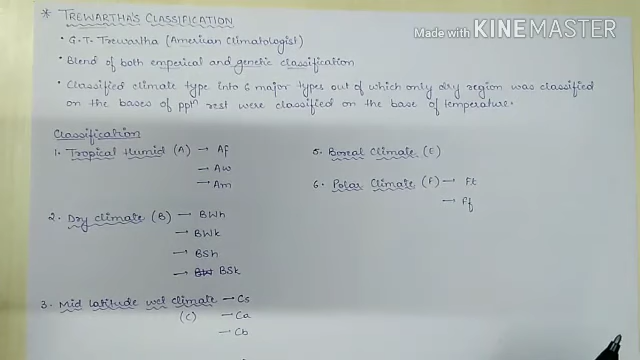 Made with KINEMASTER
* TREWARTHA'S CLASSIFICATION
• G.T. Trewartha (American Climatologist)
• Blend of both emperical and genetic classification
• Classified climate type into 6 major types out of which only dry region was classified
on the bases of pptⁿ rest were classified on the base of temperature.
Classification
1. Tropical Humid (A) → Af
→ Aw
→ Am
2. Dry climate (B) → BWh
→ BWk
→ BSh
→ BSk
3. Mid latitude wet climate → Cs
(C) → Ca
→ Cb
5. Boreal Climate (E)
6. Polar Climate (F) → Ft
→ Ff